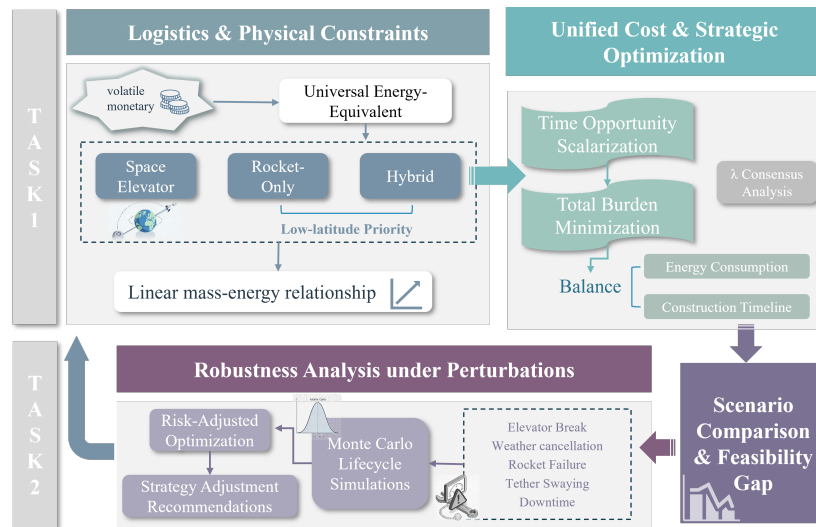 TASK1
Logistics & Physical Constraints
volatile
monetary
Universal Energy-
Equivalent
Space
Elevator
Rocket-
Only
Hybrid
Low-latitude Priority
Linear mass-energy relationship
Unified Cost & Strategic
Optimization
Time Opportunity
Scalarization
λ Consensus
Analysis
Total Burden
Minimization
Balance
Energy Consumption
Construction Timeline
TASK2
Robustness Analysis under Perturbations
Risk-Adjusted
Optimization
Strategy Adjustment
Recommendations
Monte Carlo
Lifecycle
Simulations
Elevator Break
Weather cancellation
Rocket Failure
Tether Swaying
Downtime
Scenario
Comparison
& Feasibility
Gap